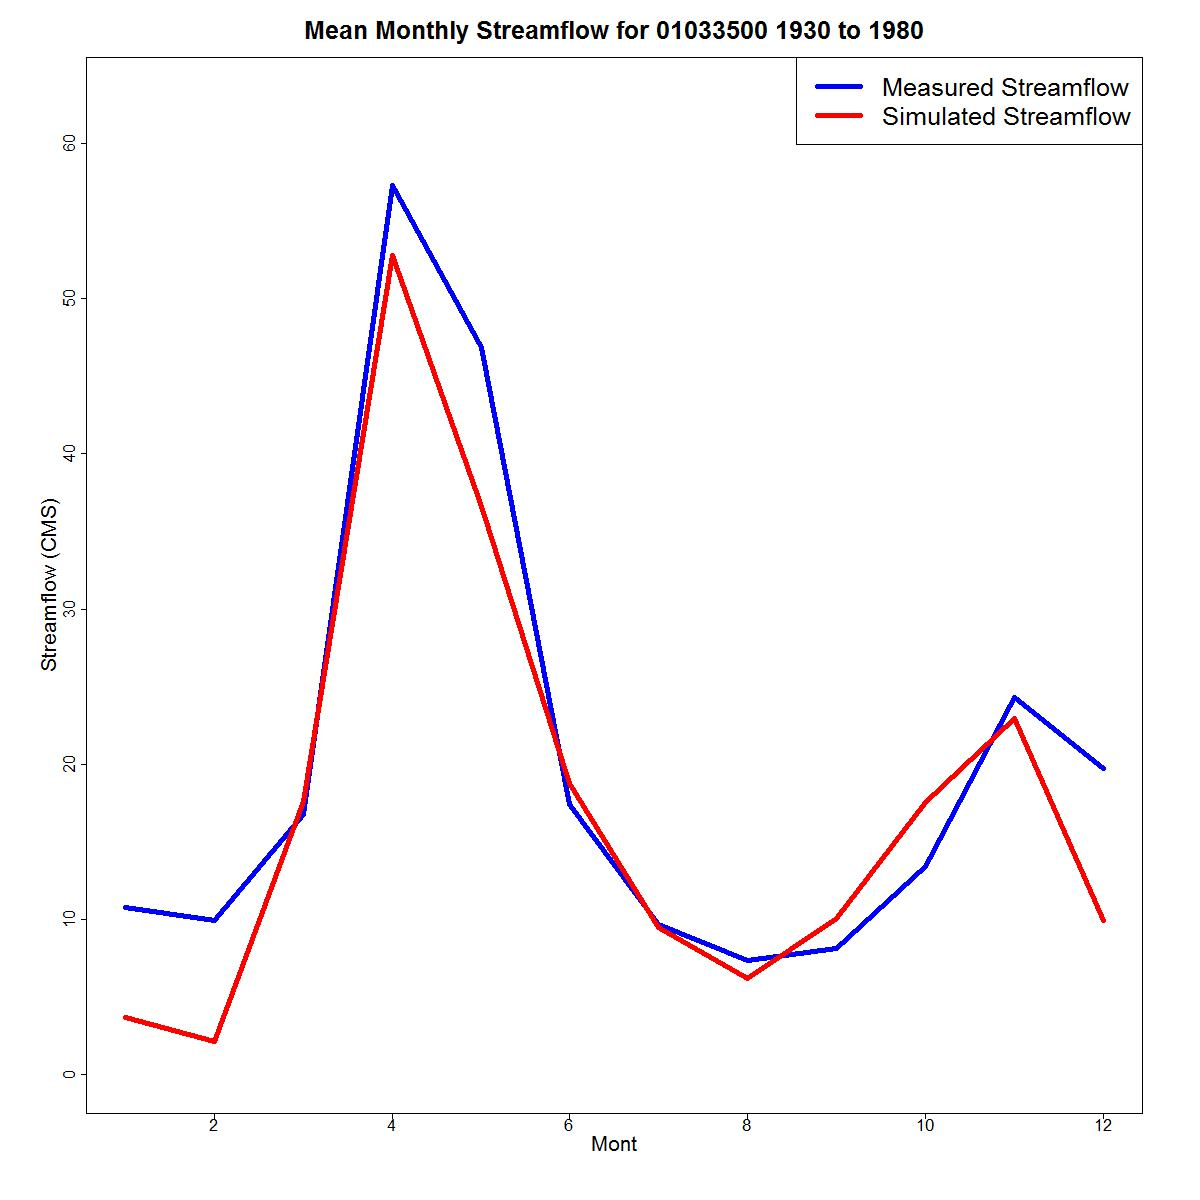 Mean Monthly Streamflow for 01033500 1930 to 1980
Measured Streamflow
Simulated Streamflow
60
50
40
30
20
10
0
Streamflow (CMS)
2 4 6 8 10 12
Mont